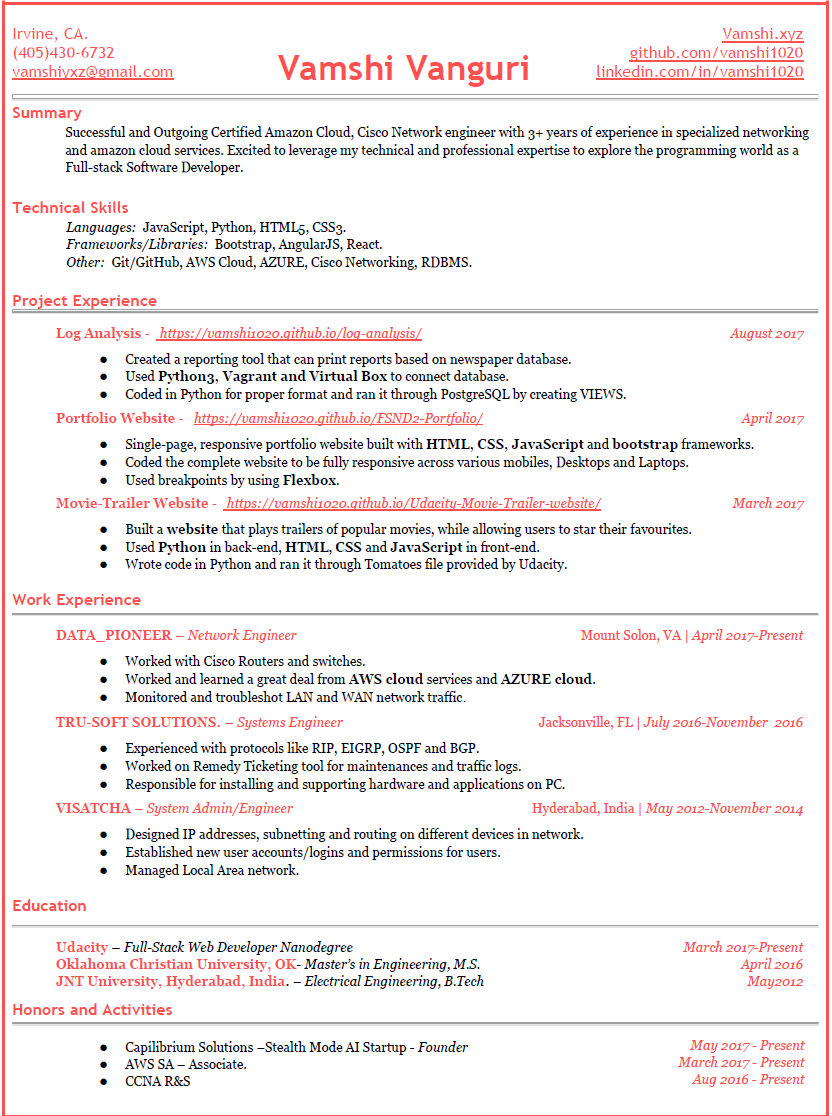 Irvine, CA.
(405)430-6732
vamshiyxz@gmail.com
Vamshi Vanguri
Vamshi.xyz
github.com/vamshi1020
linkedin.com/in/vamshi1020
Summary
Successful and Outgoing Certified Amazon Cloud, Cisco Network engineer with 3+ years of experience in specialized networking
and amazon cloud services. Excited to leverage my technical and professional expertise to explore the programming world as a
Full-stack Software Developer.
Technical Skills
Languages: JavaScript, Python, HTML5, CSS3.
Frameworks/Libraries: Bootstrap, AngularJS, React.
Other: Git/GitHub, AWS Cloud, AZURE, Cisco Networking, RDBMS.
Project Experience
Log Analysis - https://vamshi1020.github.io/log-analysis/ August 2017
● Created a reporting tool that can print reports based on newspaper database.
● Used Python3, Vagrant and Virtual Box to connect database.
● Coded in Python for proper format and ran it through PostgreSQL by creating VIEWS.
Portfolio Website - https://vamshi1020.github.io/FSND2-Portfolio/ April 2017
● Single-page, responsive portfolio website built with HTML, CSS, JavaScript and bootstrap frameworks.
● Coded the complete website to be fully responsive across various mobiles, Desktops and Laptops.
● Used breakpoints by using Flexbox.
Movie-Trailer Website - https://vamshi1020.github.io/Udacity-Movie-Trailer-website/ March 2017
● Built a website that plays trailers of popular movies, while allowing users to star their favourites.
● Used Python in back-end, HTML, CSS and JavaScript in front-end.
● Wrote code in Python and ran it through Tomatoes file provided by Udacity.
Work Experience
DATA_PIONEER – Network Engineer Mount Solon, VA | April 2017-Present
● Worked with Cisco Routers and switches.
● Worked and learned a great deal from AWS cloud services and AZURE cloud.
● Monitored and troubleshot LAN and WAN network traffic.
TRU-SOFT SOLUTIONS. – Systems Engineer Jacksonville, FL | July 2016-November 2016
● Experienced with protocols like RIP, EIGRP, OSPF and BGP.
● Worked on Remedy Ticketing tool for maintenances and traffic logs.
● Responsible for installing and supporting hardware and applications on PC.
VISATCHA – System Admin/Engineer Hyderabad, India | May 2012-November 2014
● Designed IP addresses, subnetting and routing on different devices in network.
● Established new user accounts/logins and permissions for users.
● Managed Local Area network.
Education
Udacity – Full-Stack Web Developer Nanodegree March 2017-Present
Oklahoma Christian University, OK- Master's in Engineering, M.S. April 2016
JNT University, Hyderabad, India. – Electrical Engineering, B.Tech May2012
Honors and Activities
● Capilibrium Solutions –Stealth Mode AI Startup - Founder May 2017 - Present
● AWS SA – Associate. March 2017 - Present
● CCNA R&S Aug 2016 - Present